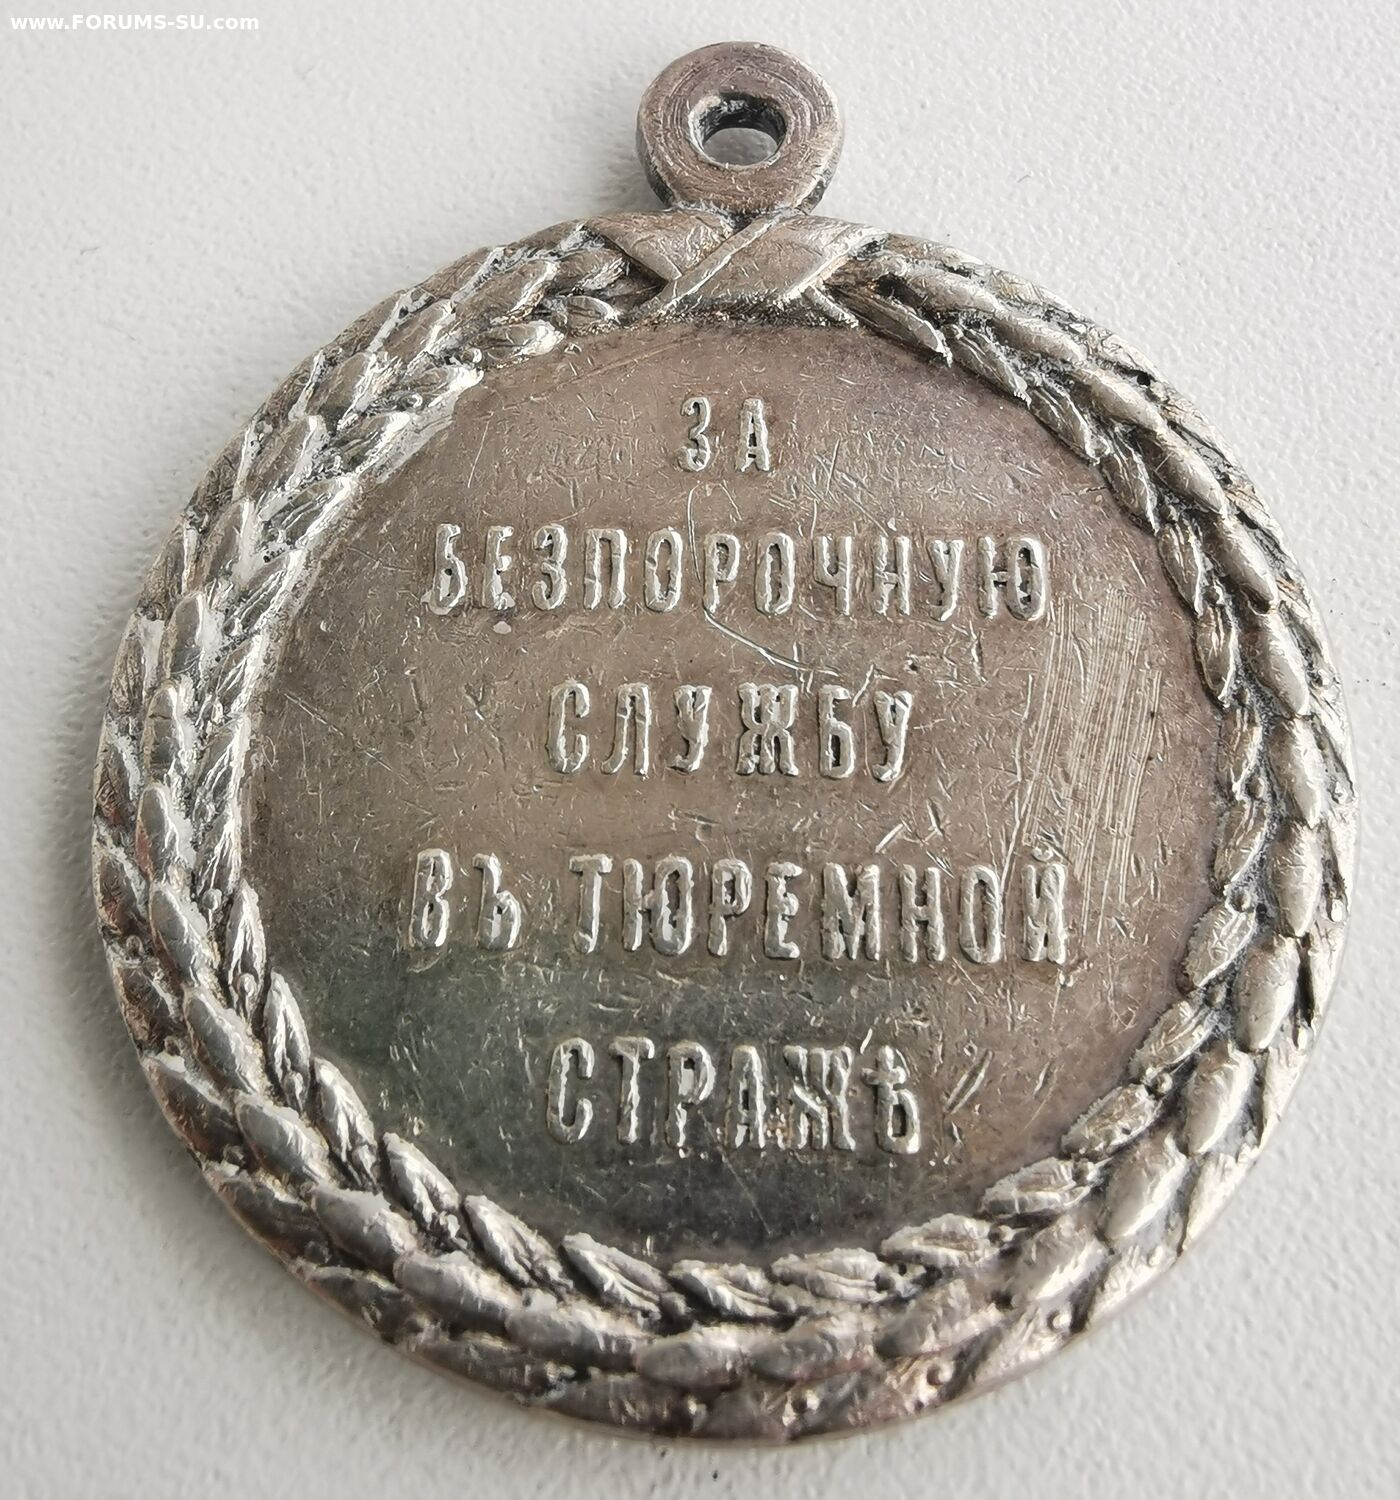 www.FORUMS-SU.com
ЗА
БЕЗПОРОЧНУЮ
СЛУЖБУ
ВЪ ТЮРЕМНОЙ
СТРАЖѢ